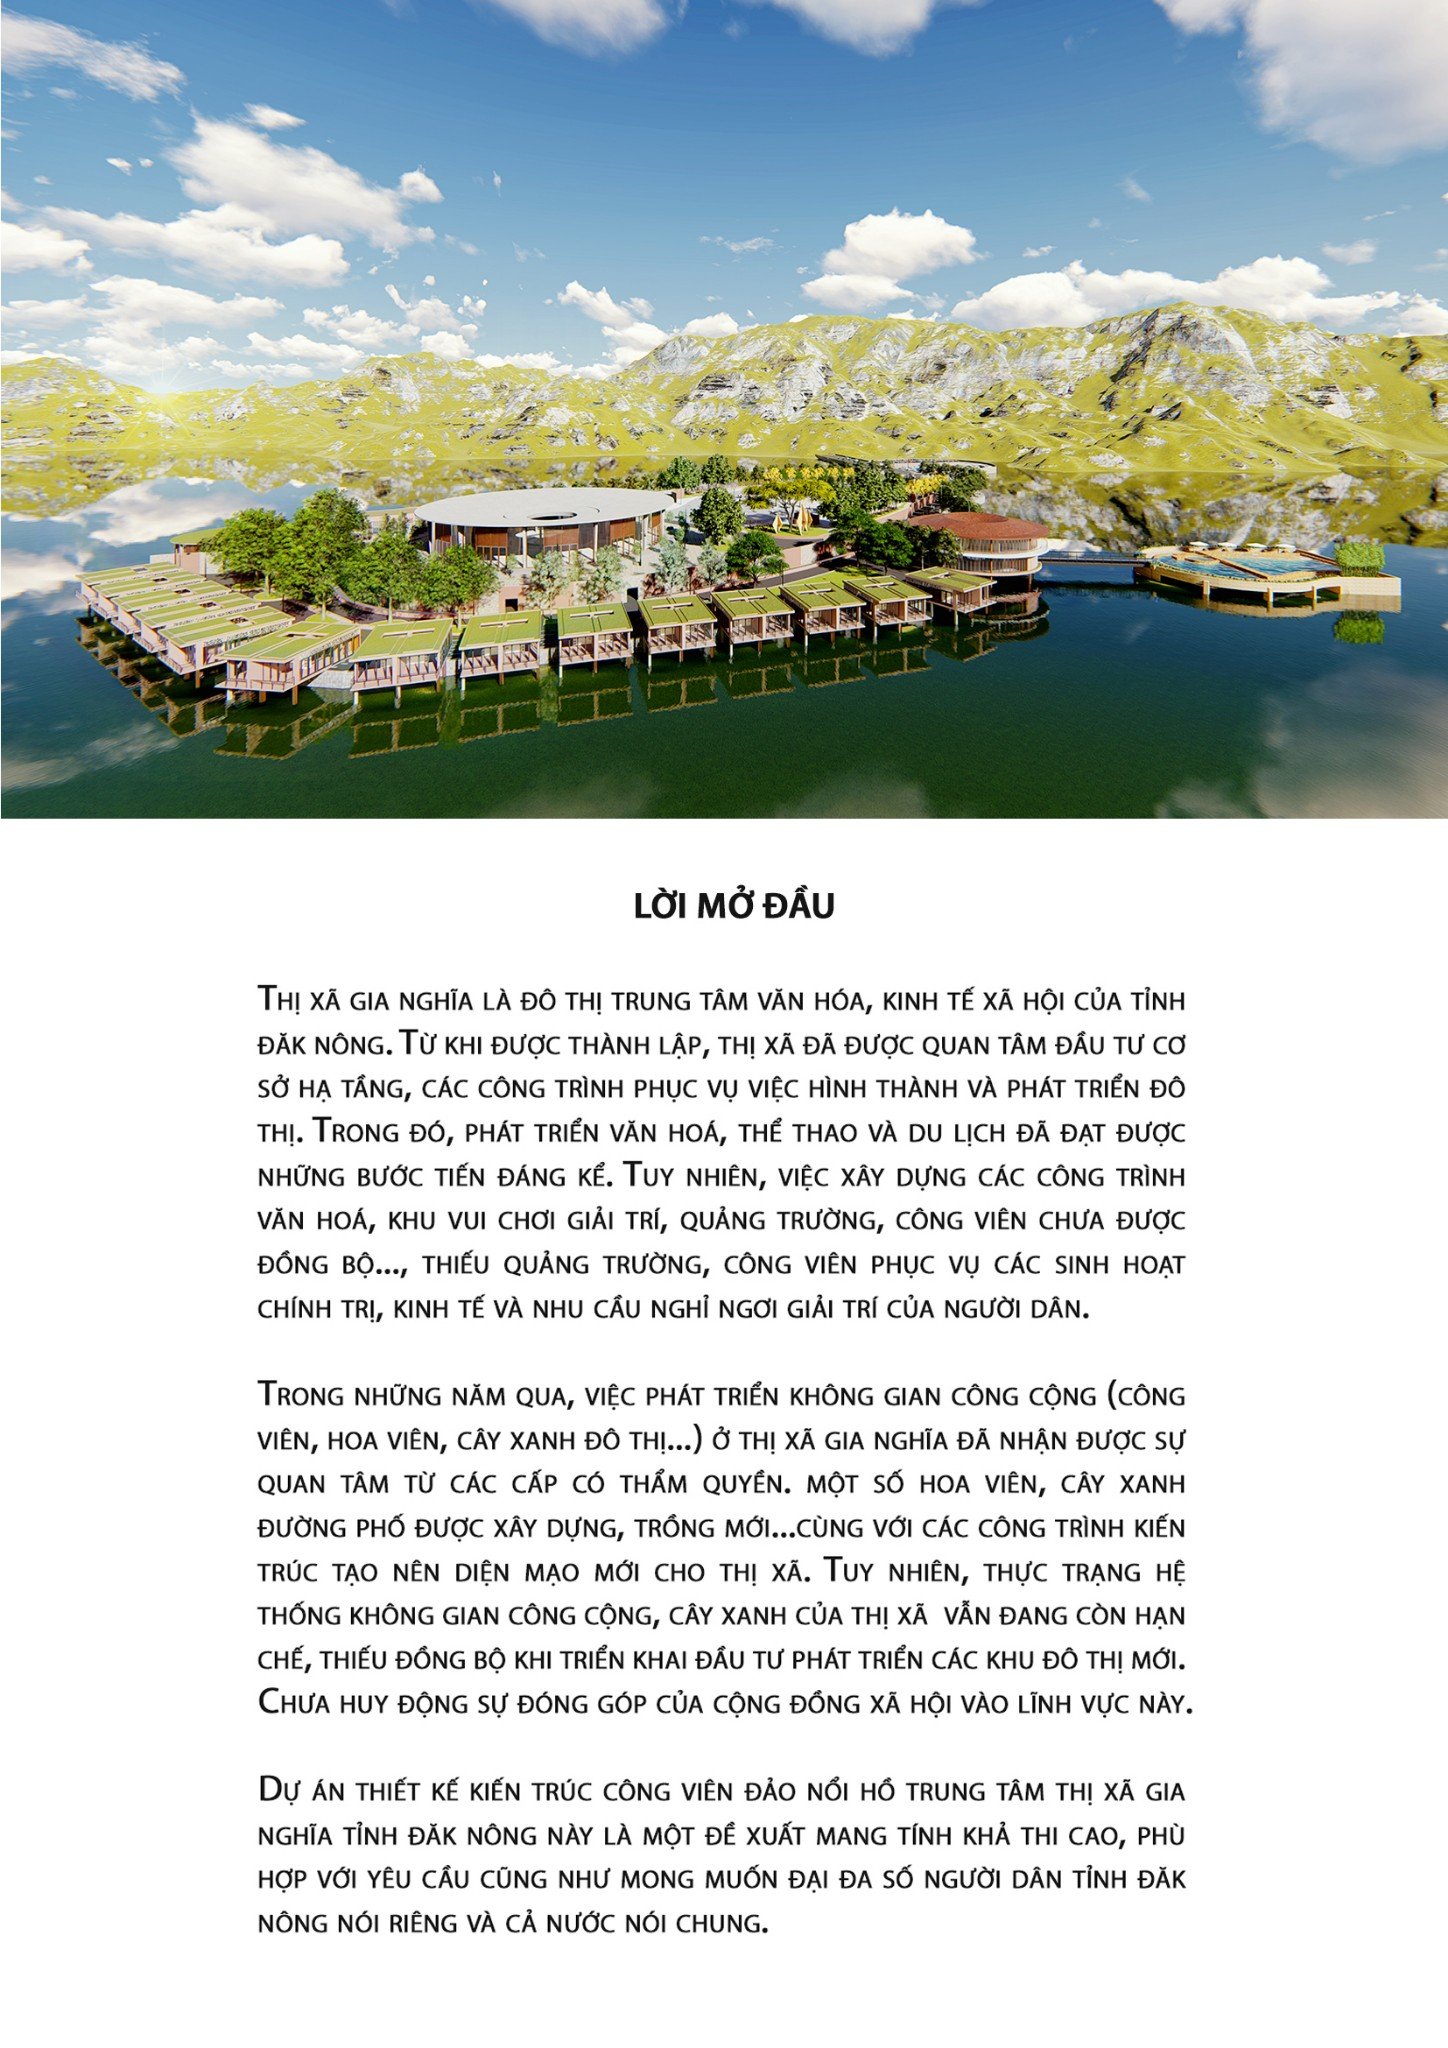 LỜI MỞ ĐẦU
THỊ XÃ GIA NGHĨA LÀ ĐÔ THỊ TRUNG TÂM VĂN HÓA, KINH TẾ XÃ HỘI CỦA TỈNH
ĐĂK NÔNG. TỪ KHI ĐƯỢC THÀNH LẬP, THỊ XÃ ĐÃ ĐƯỢC QUAN TÂM ĐẦU TƯ CƠ
SỞ HẠ TẦNG, CÁC CÔNG TRÌNH PHỤC VỤ VIỆC HÌNH THÀNH VÀ PHÁT TRIỂN ĐÔ
THỊ. TRONG ĐÓ, PHÁT TRIỂN VĂN HOÁ, THỂ THAO VÀ DU LỊCH ĐÃ ĐẠT ĐƯỢC
NHỮNG BƯỚC TIẾN ĐÁNG KỂ. TUY NHIÊN, VIỆC XÂY DỰNG CÁC CÔNG TRÌNH
VĂN HOÁ, KHU VUI CHƠI GIẢI TRÍ, QUẢNG TRƯỜNG, CÔNG VIÊN CHƯA ĐƯỢC
ĐỒNG BỘ..., THIẾU QUẢNG TRƯỜNG, CÔNG VIÊN PHỤC VỤ CÁC SINH HOẠT
CHÍNH TRỊ, KINH TẾ VÀ NHU CẦU NGHỈ NGƠI GIẢI TRÍ CỦA NGƯỜI DÂN.
TRONG NHỮNG NĂM QUA, VIỆC PHÁT TRIỂN KHÔNG GIAN CÔNG CỘNG (CÔNG
VIÊN, HOA VIÊN, CÂY XANH ĐÔ THỊ...) Ở THỊ XÃ GIA NGHĨA ĐÃ NHẬN ĐƯỢC SỰ
QUAN TÂM TỪ CÁC CẤP CÓ THẨM QUYỀN. MỘT SỐ HOA VIÊN, CÂY XANH
ĐƯỜNG PHỐ ĐƯỢC XÂY DỰNG, TRỒNG MỚI...CÙNG VỚI CÁC CÔNG TRÌNH KIẾN
TRÚC TẠO NÊN DIỆN MẠO MỚI CHO THỊ XÃ. TUY NHIÊN, THỰC TRẠNG HỆ
THỐNG KHÔNG GIAN CÔNG CỘNG, CÂY XANH CỦA THỊ XÃ VẪN ĐANG CÒN HẠN
CHẾ, THIẾU ĐỒNG BỘ KHI TRIỂN KHAI ĐẦU TƯ PHÁT TRIỂN CÁC KHU ĐÔ THỊ MỚI.
CHƯA HUY ĐỘNG SỰ ĐÓNG GÓP CỦA CỘNG ĐỒNG XÃ HỘI VÀO LĨNH VỰC NÀY.
DỰ ÁN THIẾT KẾ KIẾN TRÚC CÔNG VIÊN ĐẢO NỔI HỒ TRUNG TÂM THỊ XÃ GIA
NGHĨA TỈNH ĐĂK NÔNG NÀY LÀ MỘT ĐỀ XUẤT MANG TÍNH KHẢ THI CAO, PHÙ
HỢP VỚI YÊU CẦU CŨNG NHƯ MONG MUỐN ĐẠI ĐA SỐ NGƯỜI DÂN TỈNH ĐĂK
NÔNG NÓI RIÊNG VÀ CẢ NƯỚC NÓI CHUNG.